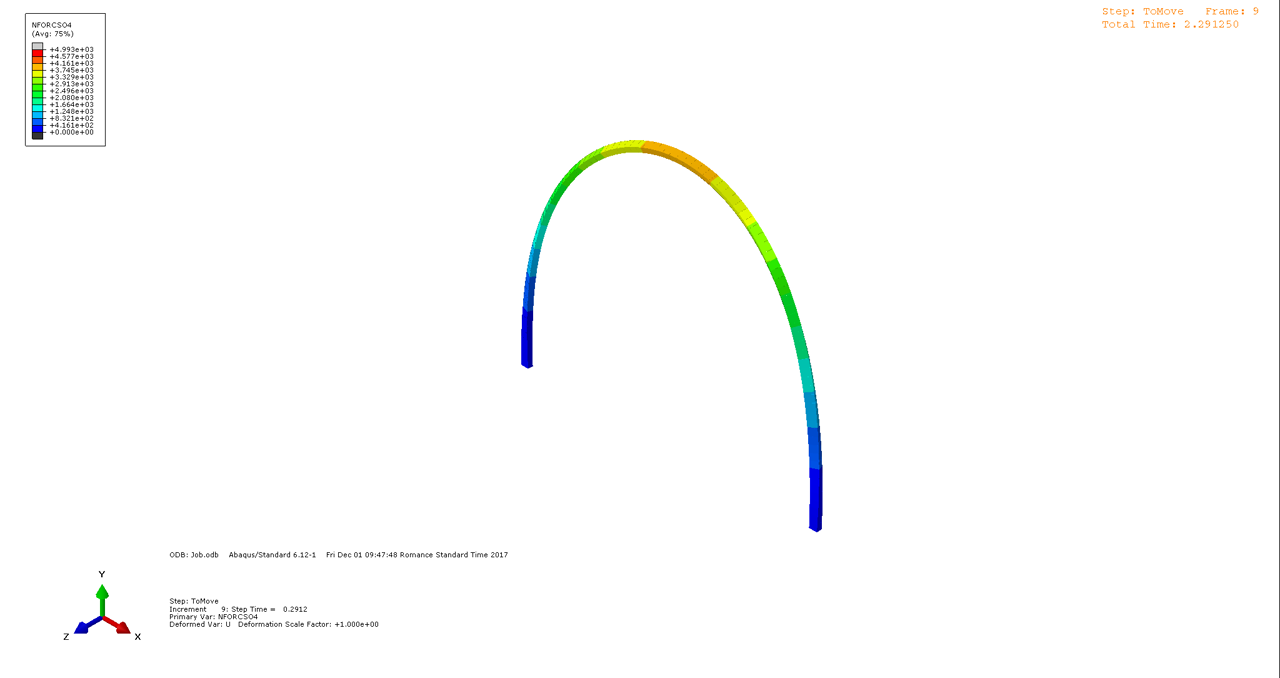 NFORCSO4
(Avg: 75%)
+4.993e+03
+4.577e+03
+4.161e+03
+3.745e+03
+3.329e+03
+2.913e+03
+2.496e+03
+2.080e+03
+1.664e+03
+1.248e+03
+8.321e+02
+4.161e+02
+0.000e+00
Step: ToMove Frame: 9
Total Time: 2.291250
ODB: Job.odb Abaqus/Standard 6.12-1 Fri Dec 01 09:47:48 Romance Standard Time 2017
Y
Z
X
Step: ToMove
Increment 9: Step Time = 0.2912
Primary Var: NFORCSO4
Deformed Var: U Deformation Scale Factor: +1.000e+00